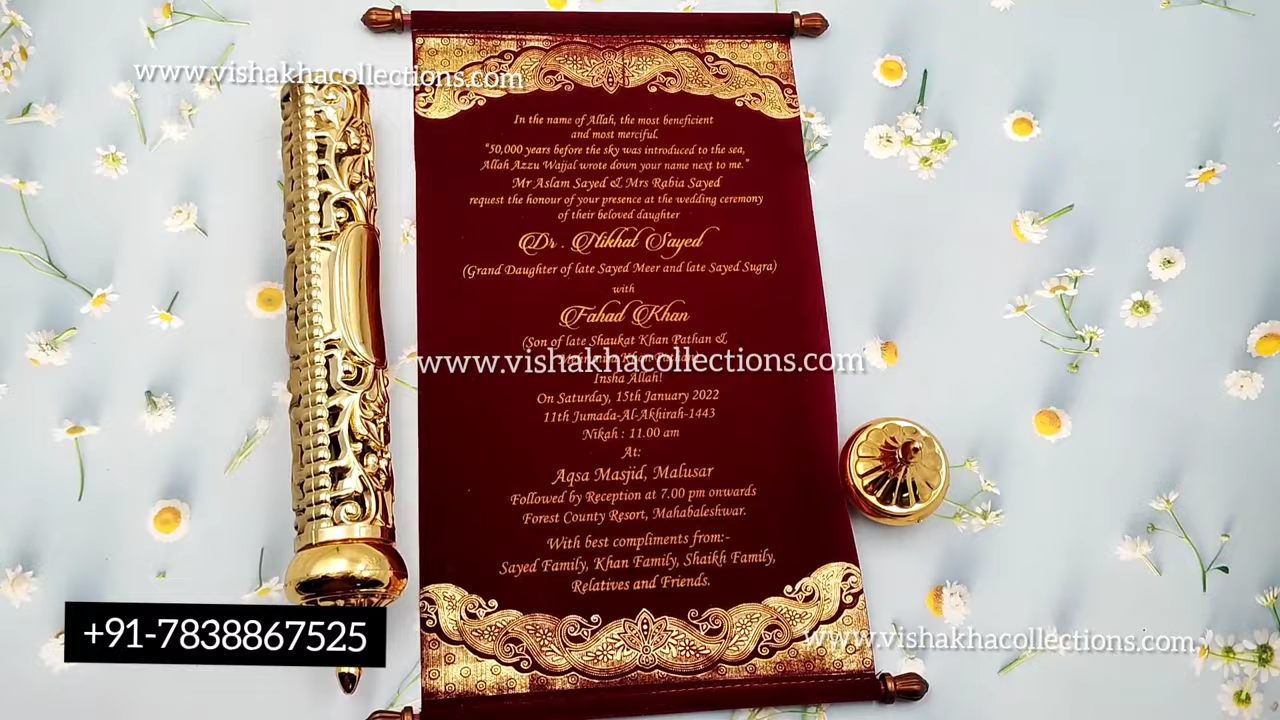 www.vishakhacollections.com
In the name of Allah, the most beneficient
and most merciful.
"50,000 years before the sky was introduced to the sea,
Allah Azzu Wajjal wrote down your name next to me."
Mr Aslam Sayed & Mrs Rabia Sayed
request the honour of your presence at the wedding ceremony
of their beloved daughter
Dr. Nikhat Sayed
(Grand Daughter of late Sayed Meer and late Sayed Sugra)
with
Fahad Khan
(Son of late Shaukat Khan Pathan &
Khan Pathan)
www.vishakhacollections.com
Insha Allah!
On Saturday, 15th January 2022
11th Jumada-Al-Akhirah-1443
Nikah : 11.00 am
At:
Aqsa Masjid, Malusar
Followed by Reception at 7.00 pm onwards
Forest County Resort, Mahabaleshwar.
With best compliments from:-
Sayed Family, Khan Family, Shaikh Family,
Relatives and Friends.
+91-7838867525
www.vishakhacollections.com